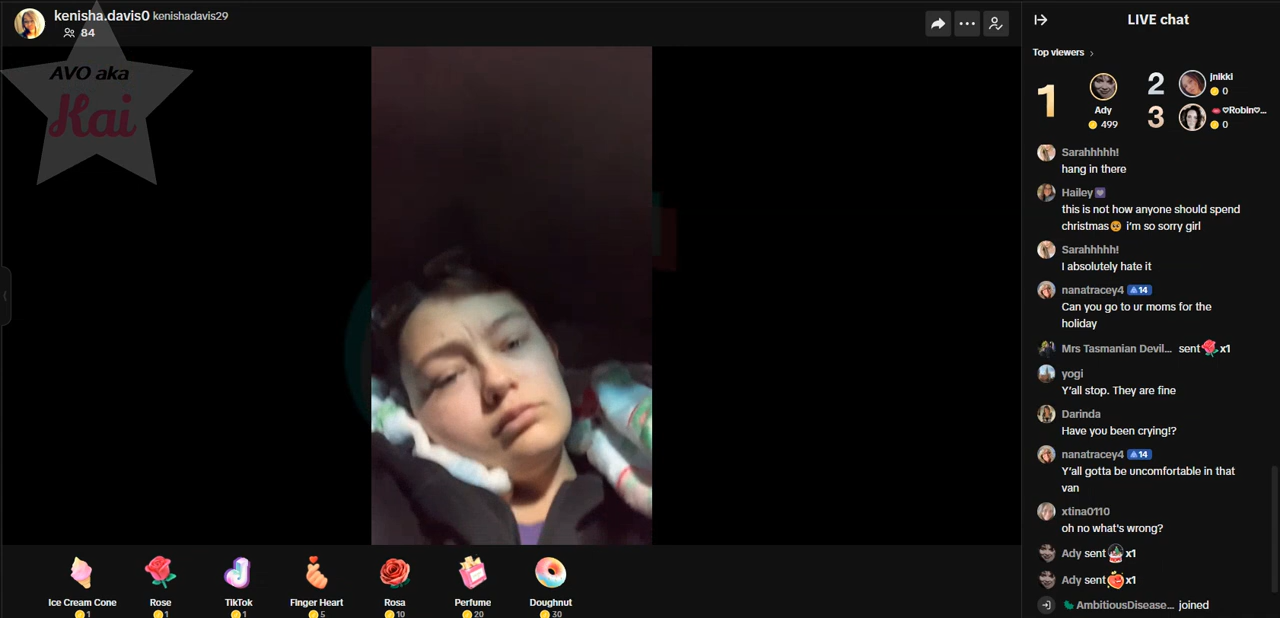 kenisha.davis0 kenishadavis29
84
AVO aka
Kai
LIVE chat
Top viewers
1
Ady
499
2
jnikki
0
3
♡Robin♡...
0
Sarahhhhh!
hang in there
Hailey
this is not how anyone should spend
christmas🥺 i'm so sorry girl
Sarahhhhh!
I absolutely hate it
nanatracey4 14
Can you go to ur moms for the
holiday
Mrs Tasmanian Devil... sent🌹x1
yogi
Y'all stop. They are fine
Darinda
Have you been crying!?
nanatracey4 14
Y'all gotta be uncomfortable in that
van
xtina0110
oh no what's wrong?
Ady sent x1
Ady sent x1
AmbitiousDisease... joined
Ice Cream Cone
1
Rose
1
TikTok
1
Finger Heart
5
Rosa
10
Perfume
20
Doughnut
30